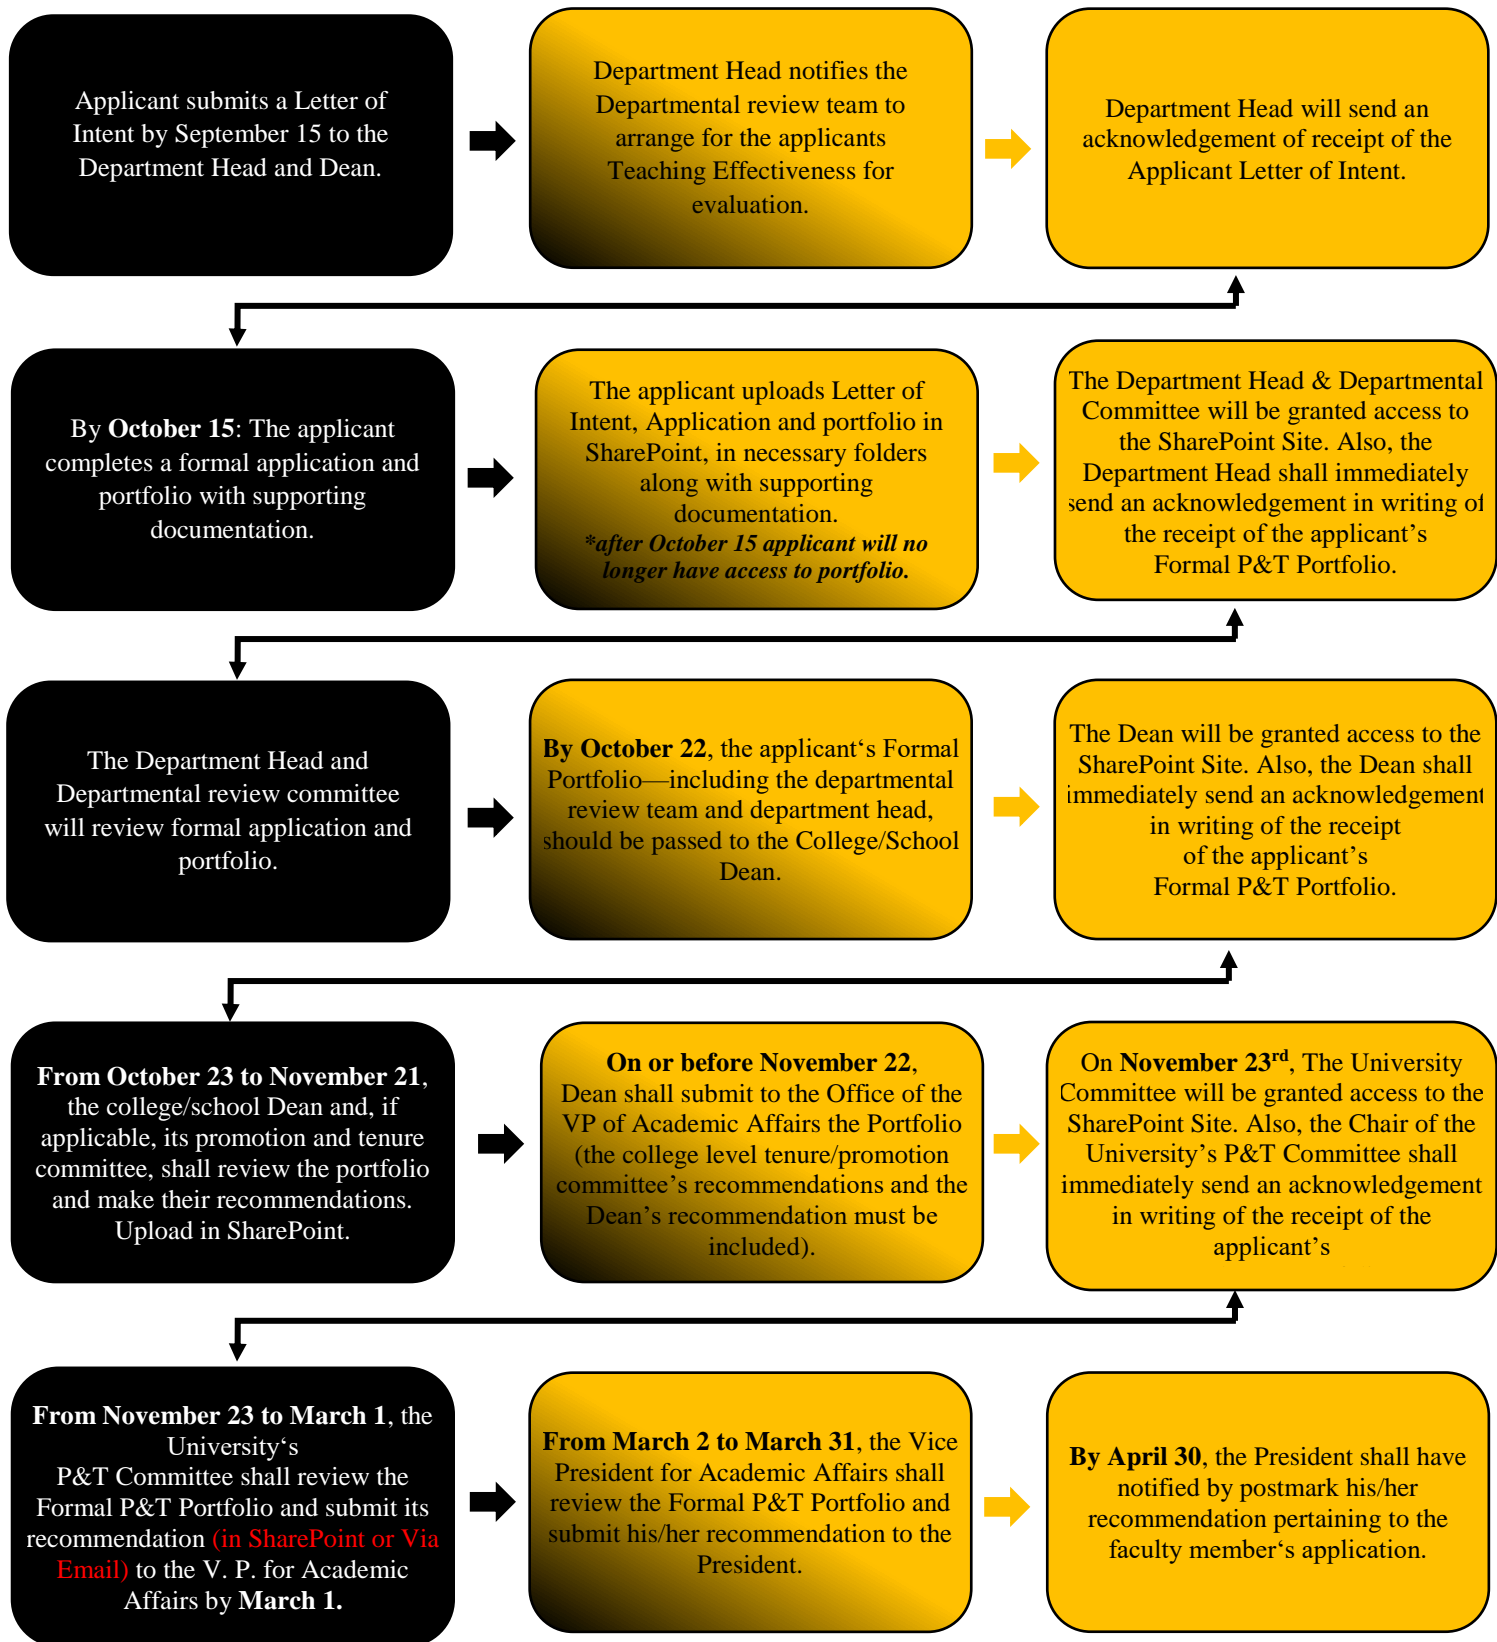 Applicant submits a Letter of
Intent by September 15 to the
Department Head and Dean.
Department Head notifies the
Departmental review team to
arrange for the applicants
Teaching Effectiveness for
evaluation.
Department Head will send an
acknowledgement of receipt of the
Applicant Letter of Intent.
By October 15: The applicant
completes a formal application and
portfolio with supporting
documentation.
The applicant uploads Letter of
Intent, Application and portfolio in
SharePoint, in necessary folders
along with supporting
documentation.
*after October 15 applicant will no
longer have access to portfolio.
The Department Head & Departmental
Committee will be granted access to
the SharePoint Site. Also, the
Department Head shall immediately
send an acknowledgement in writing of
the receipt of the applicant’s
Formal P&T Portfolio.
The Department Head and
Departmental review committee
will review formal application and
portfolio.
By October 22, the applicant‘s Formal
Portfolio—including the departmental
review team and department head,
should be passed to the College/School
Dean.
The Dean will be granted access to the
SharePoint Site. Also, the Dean shall
immediately send an acknowledgement
in writing of the receipt
of the applicant’s
Formal P&T Portfolio.
From October 23 to November 21,
the college/school Dean and, if
applicable, its promotion and tenure
committee, shall review the portfolio
and make their recommendations.
Upload in SharePoint.
On or before November 22,
Dean shall submit to the Office of the
VP of Academic Affairs the Portfolio
(the college level tenure/promotion
committee’s recommendations and the
Dean’s recommendation must be
included).
On November 23rd, The University
Committee will be granted access to the
SharePoint Site. Also, the Chair of the
University’s P&T Committee shall
immediately send an acknowledgement
in writing of the receipt of the
applicant’s
From November 23 to March 1, the
University‘s
P&T Committee shall review the
Formal P&T Portfolio and submit its
recommendation (in SharePoint or Via
Email) to the V. P. for Academic
Affairs by March 1.
From March 2 to March 31, the Vice
President for Academic Affairs shall
review the Formal P&T Portfolio and
submit his/her recommendation to the
President.
By April 30, the President shall have
notified by postmark his/her
recommendation pertaining to the
faculty member‘s application.